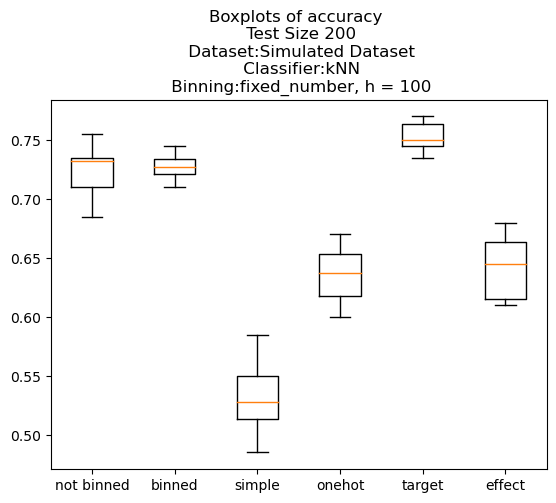 Boxplots of accuracy
Test Size 200
Dataset:Simulated Dataset
Classifier:kNN
Binning:fixed_number, h = 100
0.75
0.70
0.65
0.60
0.55
0.50
not binned binned simple onehot target effect